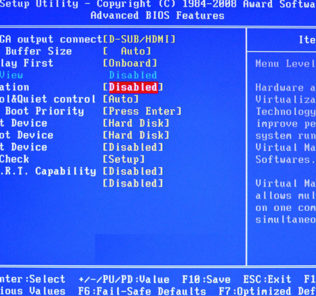 Setup Utility - Copyright (C) 1984-2008 Award Softwa
Advanced BIOS Features
GA output connect[D-SUB/HDMI]
Buffer Size [ Auto]
lay First [Onboard]
View Disabled
ation [Disabled]
ol&Quiet control [Auto]
Boot Priority [Press Enter]
t Device [Hard Disk]
ot Device [Hard Disk]
t Device [Disabled]
Check [Setup]
.R.T. Capability [Disabled]
[Disabled]
Ite
Menu Level
Hardware a
Virtualiza
Technology
improve pe
system run
Virtual Ma
Softwares.
Virtual Ma
allows mul
on one com
simultaneo
nter:Select +/-/PU/PD:Value F10:Save ESC:Exit F1
ious Values F6:Fail-Safe Defaults F7:Optimized Def